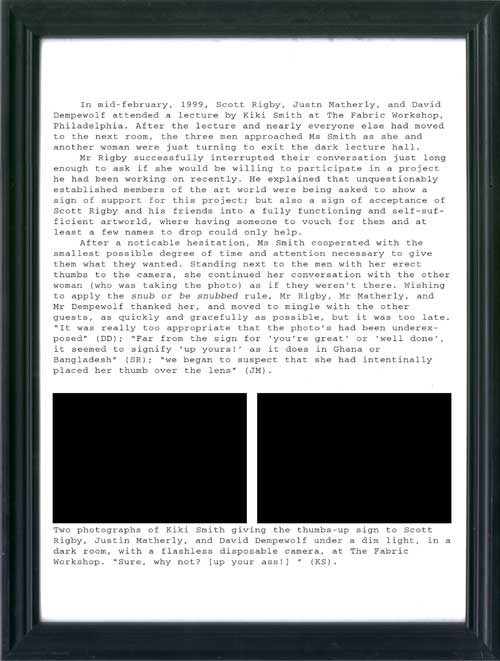 In mid-february, 1999, Scott Rigby, Justn Matherly, and David
Dempewolf attended a lecture by Kiki Smith at The Fabric Workshop,
Philadelphia. After the lecture and nearly everyone else had moved
to the next room, the three men approached Ms Smith as she and
another woman were just turning to exit the dark lecture hall.
Mr Rigby successfully interrupted their conversation just long
enough to ask if she would be willing to participate in a project
he had been working on recently. He explained that unquestionably
established members of the art world were being asked to show a
sign of support for this project; but also a sign of acceptance of
Scott Rigby and his friends into a fully functioning and self-suf-
ficient artworld, where having someone to vouch for them and at
least a few names to drop could only help.
After a noticable hesitation, Ms Smith cooperated with the
smallest possible degree of time and attention necessary to give
them what they wanted. Standing next to the men with her erect
thumbs to the camera, she continued her conversation with the other
woman (who was taking the photo) as if they weren't there. Wishing
to apply the snub or be snubbed rule, Mr Rigby, Mr Matherly, and
Mr Dempewolf thanked her, and moved to mingle with the other
guests, as quickly and gracefully as possible, but it was too late.
"It was really too appropriate that the photo's had been underex-
posed" (DD); "Far from the sign for 'you're great' or 'well done',
it seemed to signify 'up yours!' as it does in Ghana or
Bangladesh" (SR); "we began to suspect that she had intentinally
placed her thumb over the lens" (JM).
Two photographs of Kiki Smith giving the thumbs-up sign to Scott
Rigby, Justin Matherly, and David Dempewolf under a dim light, in a
dark room, with a flashless disposable camera, at The Fabric
Workshop. "Sure, why not? [up your ass!] " (KS).